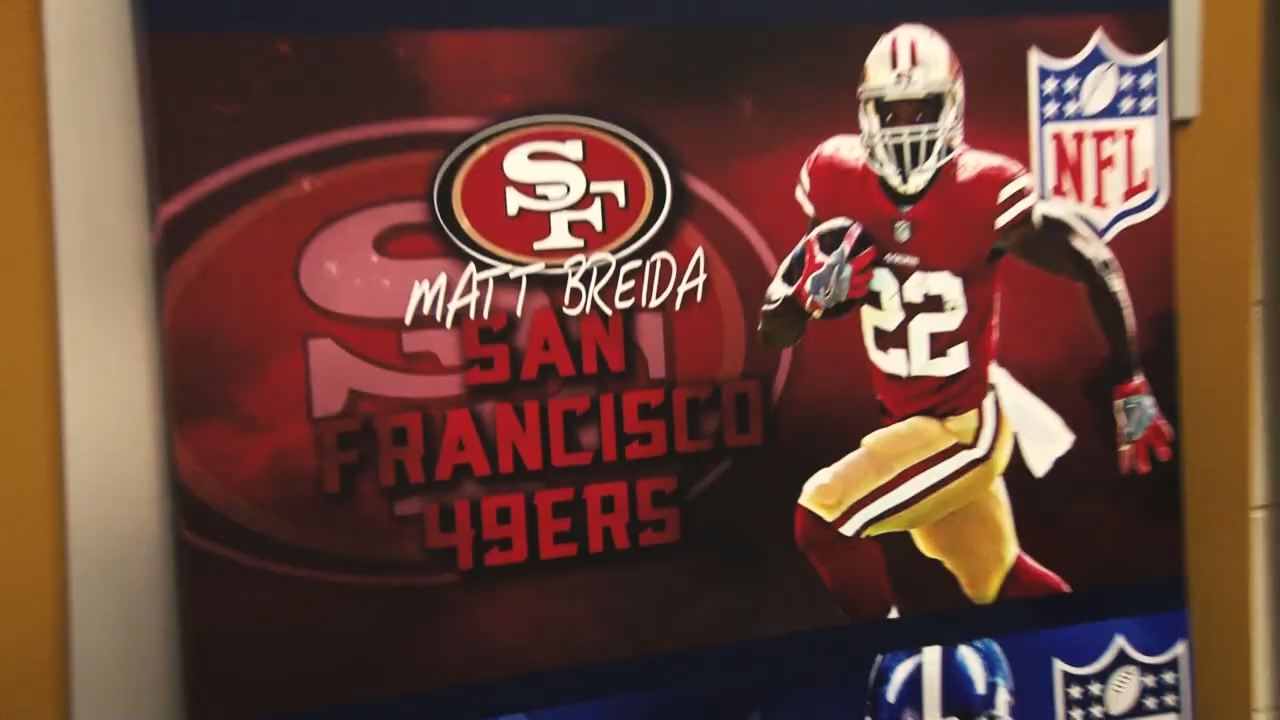 SF
MATT BREIDA
SAN
FRANCISCO
49ERS
22
NFL